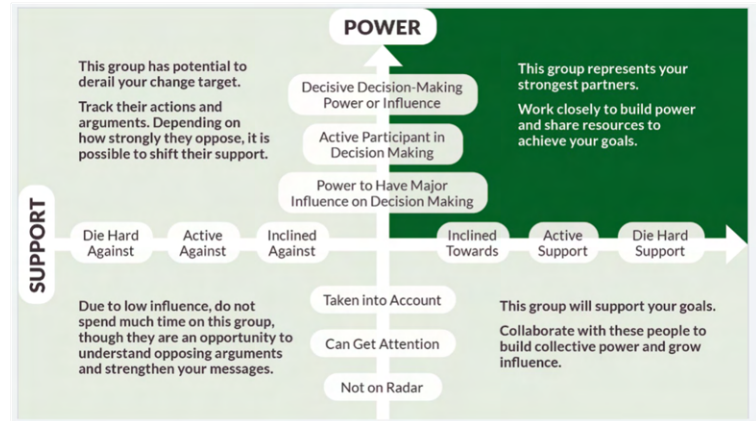 POWER
This group has potential to
derail your change target.
Track their actions and
arguments. Depending on
how strongly they oppose, it is
possible to shift their support.
Decisive Decision-Making
Power or Influence
Active Participant in
Decision Making
Power to Have Major
Influence on Decision Making
This group represents your
strongest partners.
Work closely to build power
and share resources to
achieve your goals.
SUPPORT
Die Hard
Against
Active
Against
Inclined
Against
Inclined
Towards
Active
Support
Die Hard
Support
Due to low influence, do not
spend much time on this group,
though they are an opportunity to
understand opposing arguments
and strengthen your messages.
Taken into Account
Can Get Attention
Not on Radar
This group will support your goals.
Collaborate with these people to
build collective power and grow
influence.